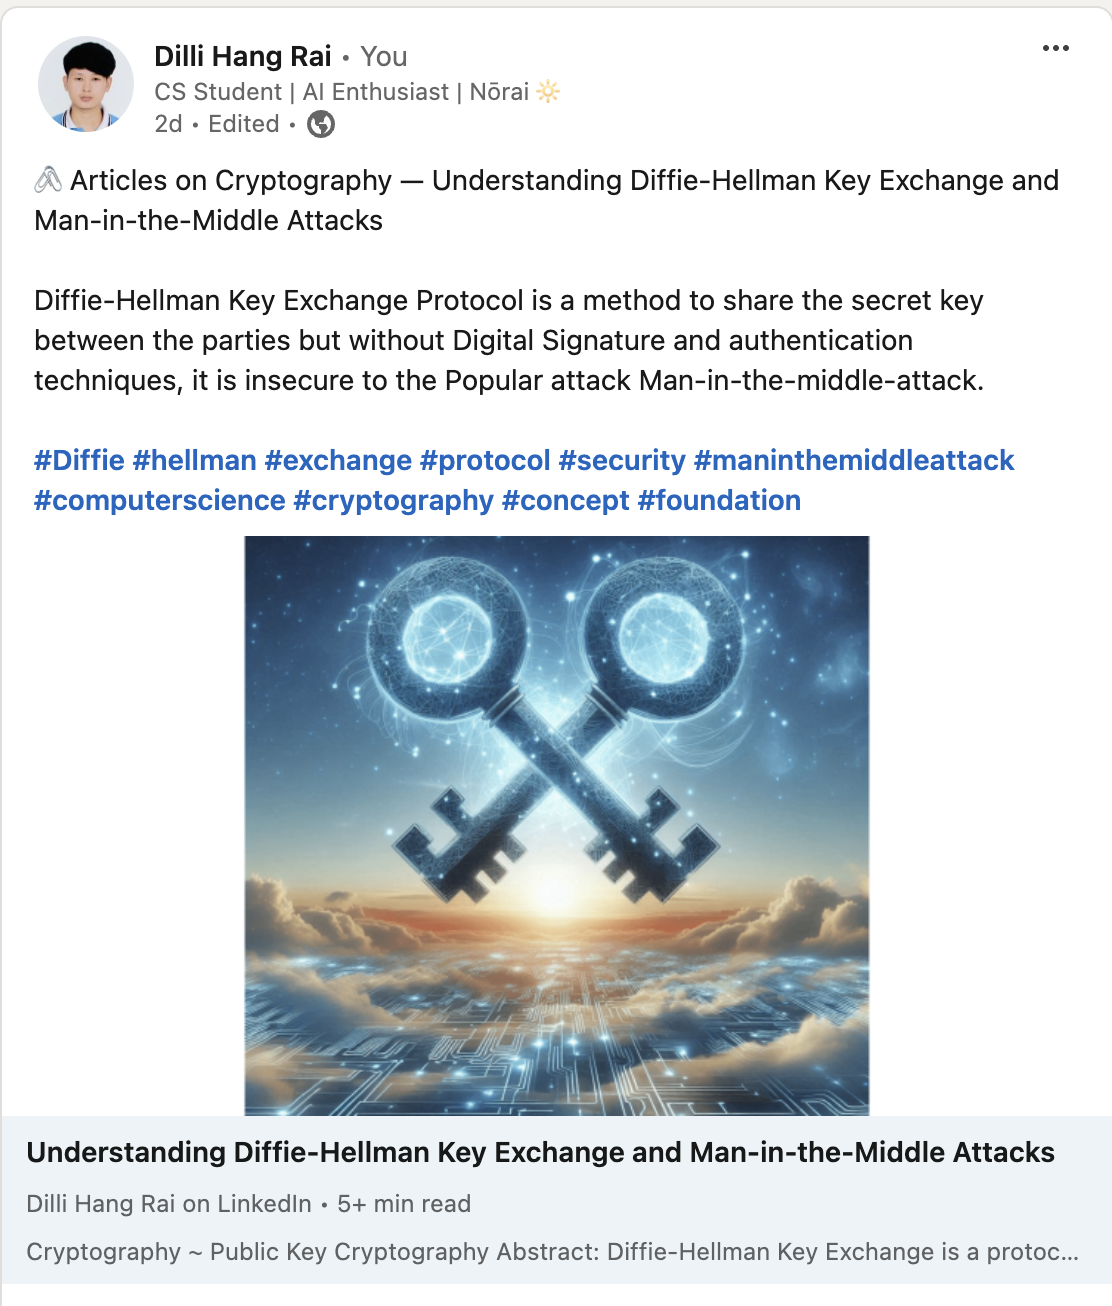 Dilli Hang Rai • You
CS Student | AI Enthusiast | Nōrai 🔆
2d • Edited •
🖇️ Articles on Cryptography — Understanding Diffie-Hellman Key Exchange and
Man-in-the-Middle Attacks
Diffie-Hellman Key Exchange Protocol is a method to share the secret key
between the parties but without Digital Signature and authentication
techniques, it is insecure to the Popular attack Man-in-the-middle-attack.
#Diffie #hellman #exchange #protocol #security #maninthemiddleattack
#computerscience #cryptography #concept #foundation
Understanding Diffie-Hellman Key Exchange and Man-in-the-Middle Attacks
Dilli Hang Rai on LinkedIn • 5+ min read
Cryptography ~ Public Key Cryptography Abstract: Diffie-Hellman Key Exchange is a protoc...